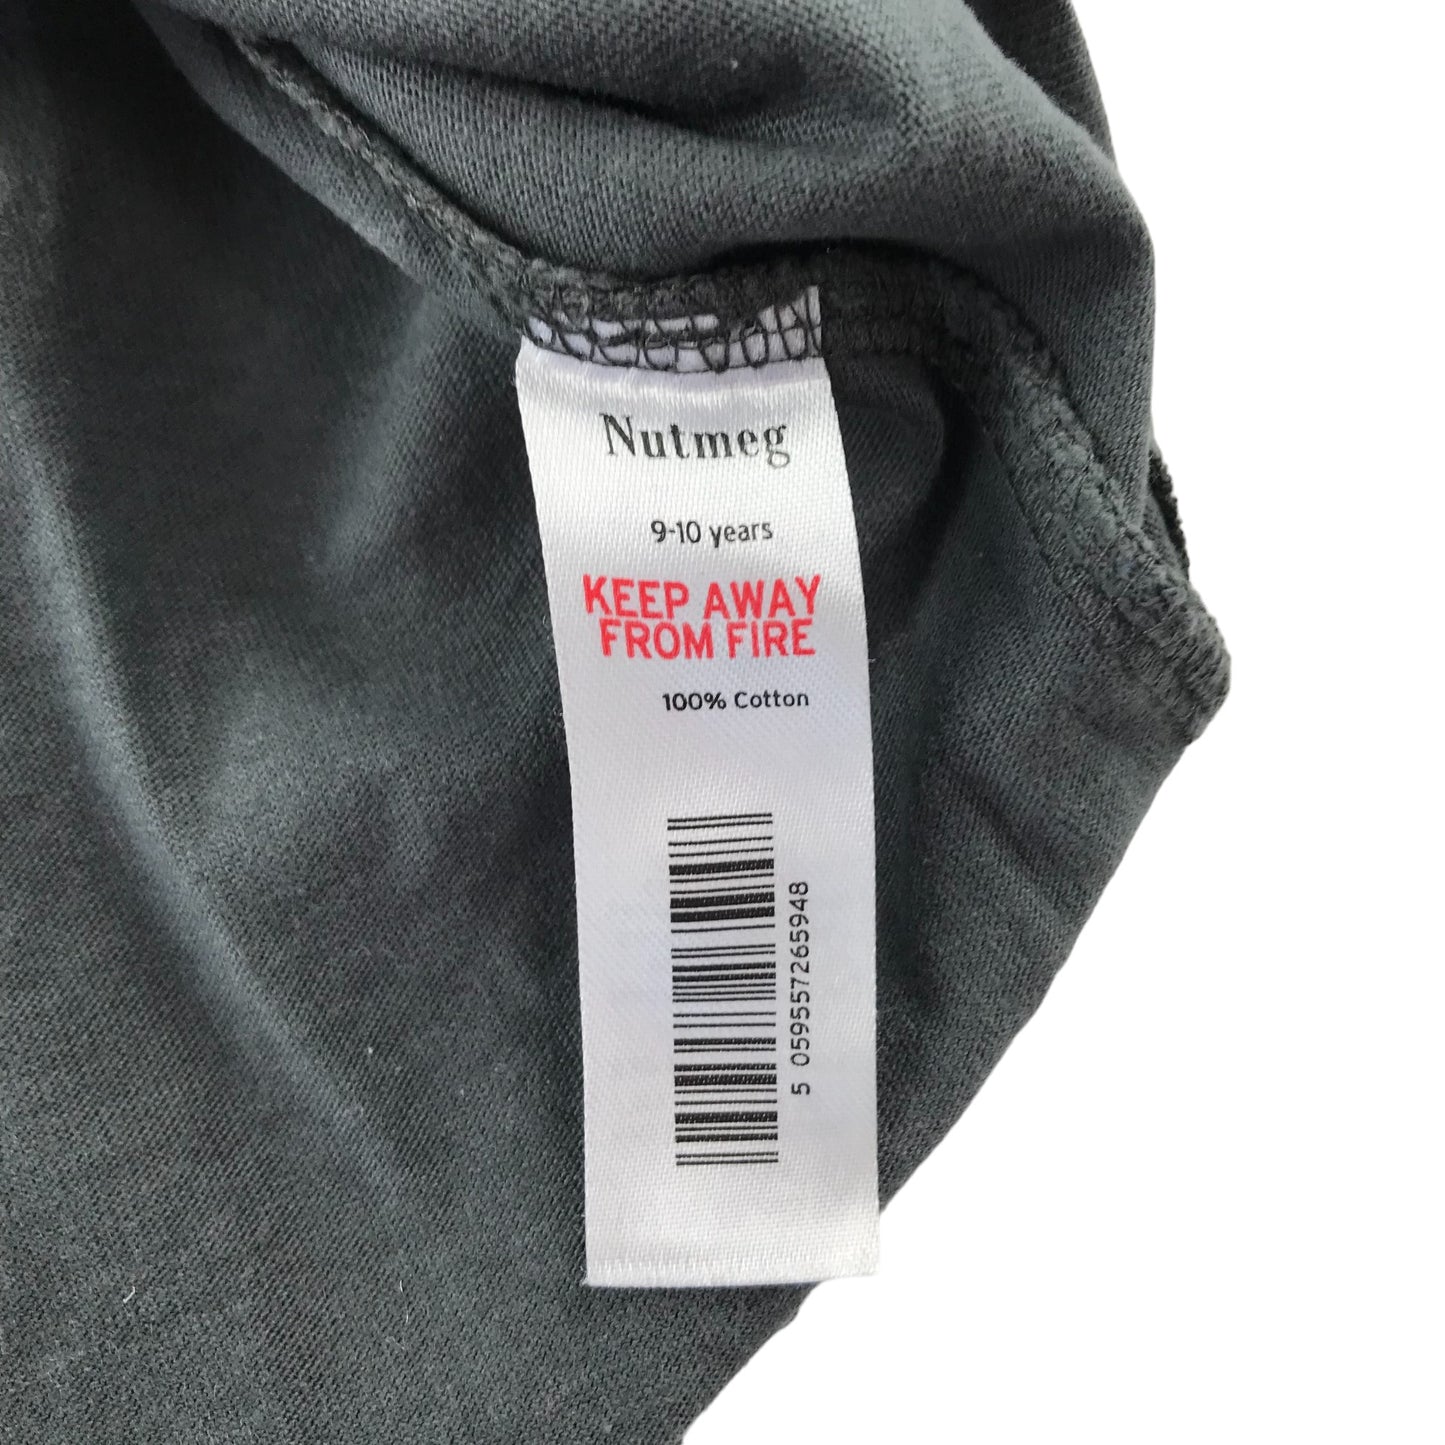 Nutmeg
9-10 years
KEEP AWAY
FROM FIRE
100% Cotton
5 059557265948